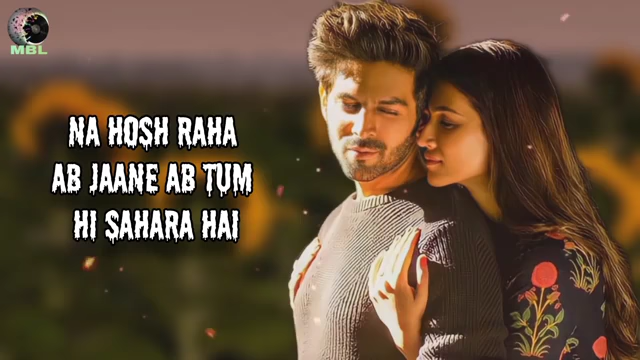 MBL
NA HOSH RAHA
AB JAANE AB TUM
HI SAHARA HAI